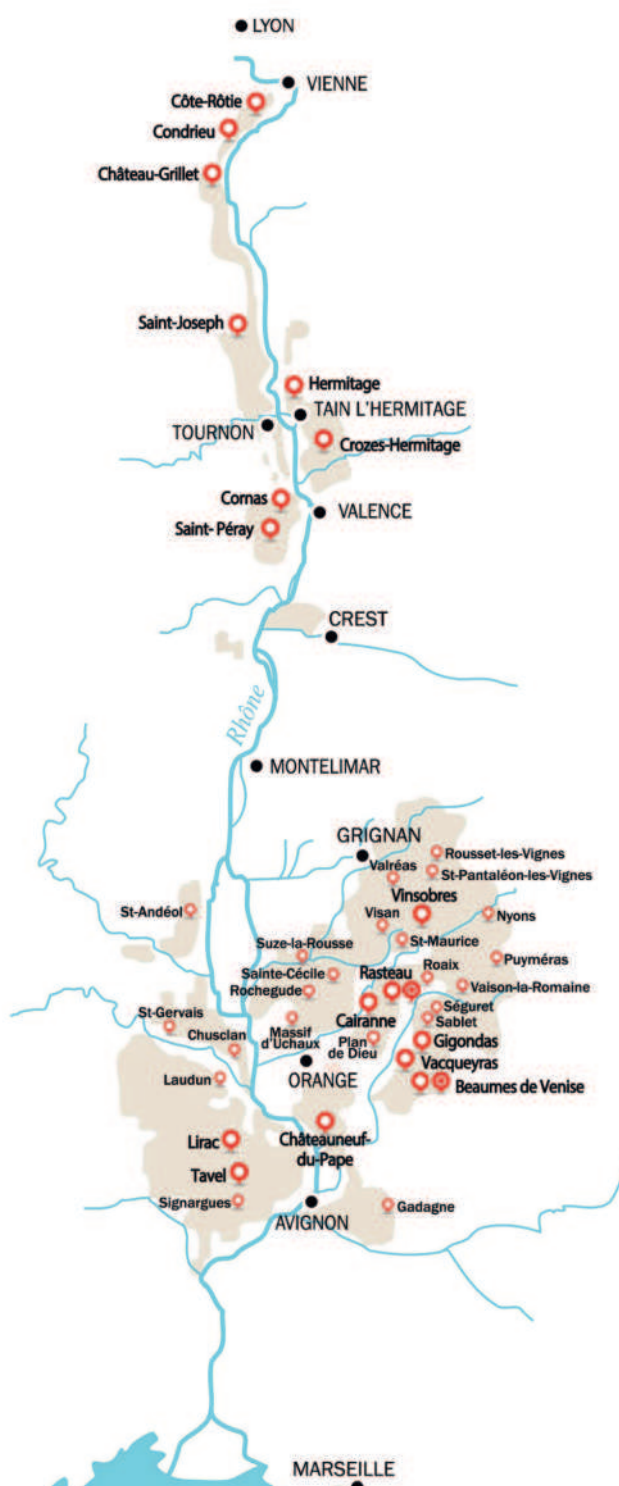 LYON
VIENNE
Côte-Rôtie
Condrieu
Château-Grillet
Saint-Joseph
Hermitage
TAIN L'HERMITAGE
TOURNON
Crozes-Hermitage
Cornas
VALENCE
Saint- Péray
CREST
Rhône
MONTELIMAR
GRIGNAN
Rousset-les-Vignes
Valréas
St-Pantaléon-les-Vignes
Vinsobres
St-Andéol
Visan
Nyons
St-Maurice
Suze-la-Rousse
Puyméras
Sainte-Cécile
Rasteau
Roaix
Rochegude
Vaison-la-Romaine
St-Gervais
Cairanne
Séguret
Sablet
Chusclan
Massif
d'Uchaux
Plan
de Dieu
Gigondas
ORANGE
Vacqueyras
Laudun
Beaumes de Venise
Lirac
Châteauneuf-
du-Pape
Tavel
Signargues
AVIGNON
Gadagne
MARSEILLE